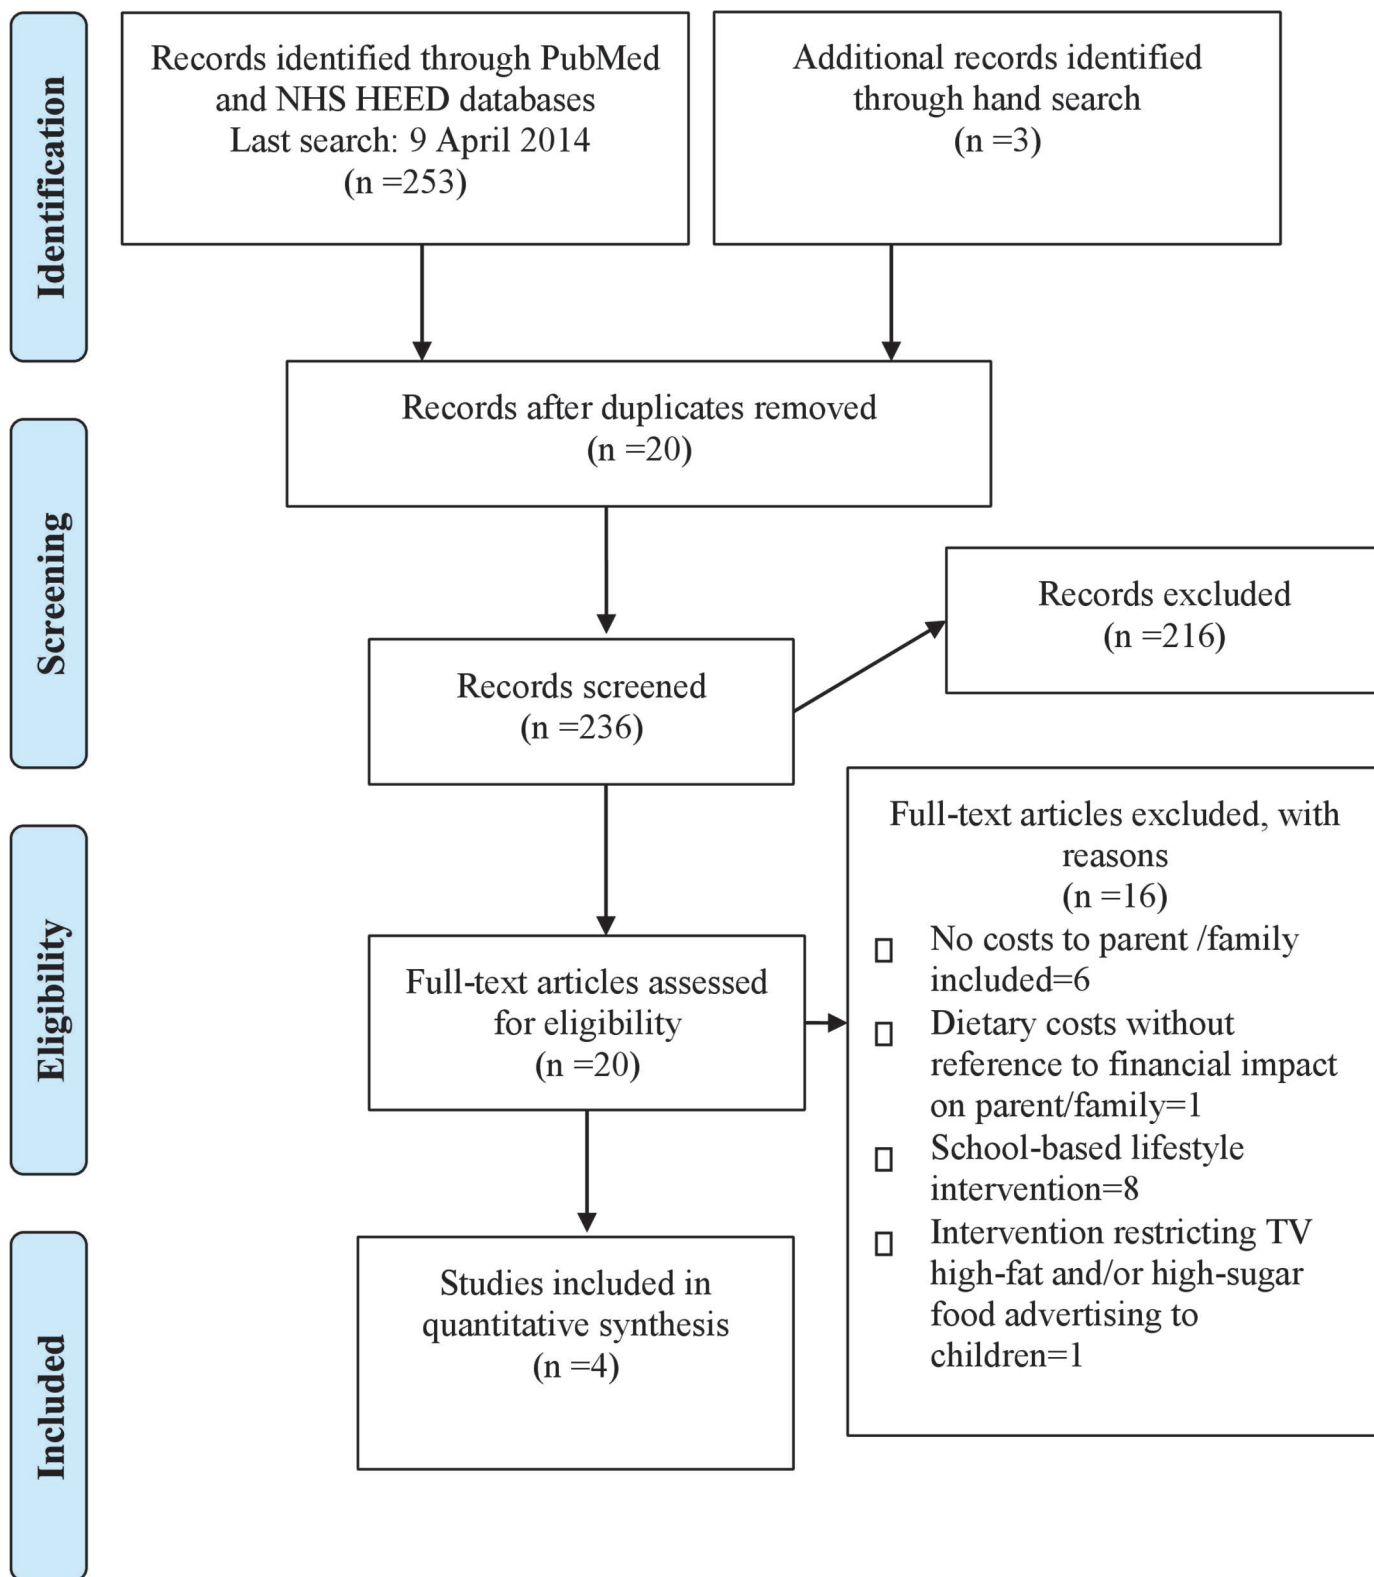 Identification
Records identified through PubMed
and NHS HEED databases
Last search: 9 April 2014
(n =253)
Additional records identified
through hand search
(n =3)
Records after duplicates removed
(n =20)
Screening
Records screened
(n =236)
Records excluded
(n =216)
Eligibility
Full-text articles assessed
for eligibility
(n =20)
Full-text articles excluded, with
reasons
(n =16)
No costs to parent /family
included=6
Dietary costs without
reference to financial impact
on parent/family=1
School-based lifestyle
intervention=8
Intervention restricting TV
high-fat and/or high-sugar
food advertising to
children=1
Included
Studies included in
quantitative synthesis
(n =4)